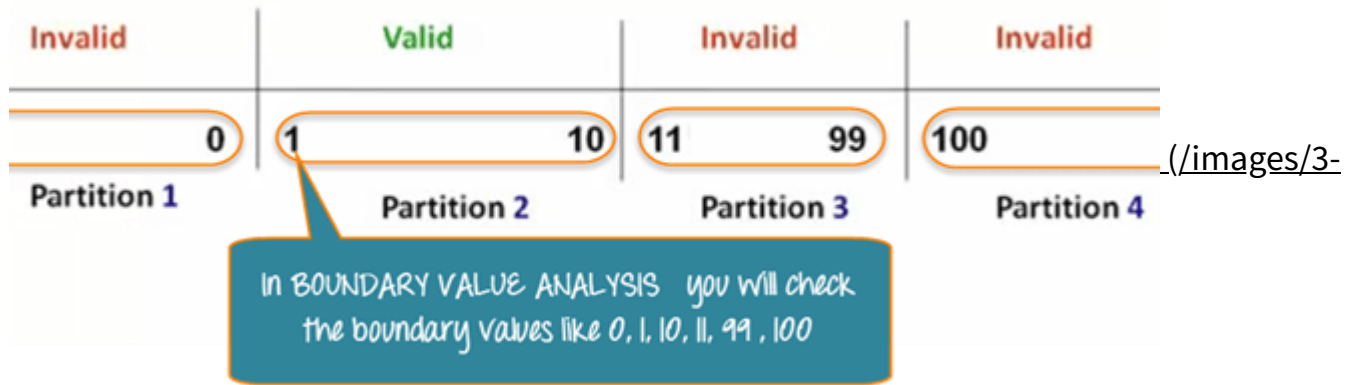 Invalid Valid Invalid Invalid
0 1 10 11 99 100
(/images/3-
Partition 1 Partition 2 Partition 3 Partition 4
In BOUNDARY VALUE ANALYSIS you will check
the boundary values like 0, 1, 10, 11, 99 , 100